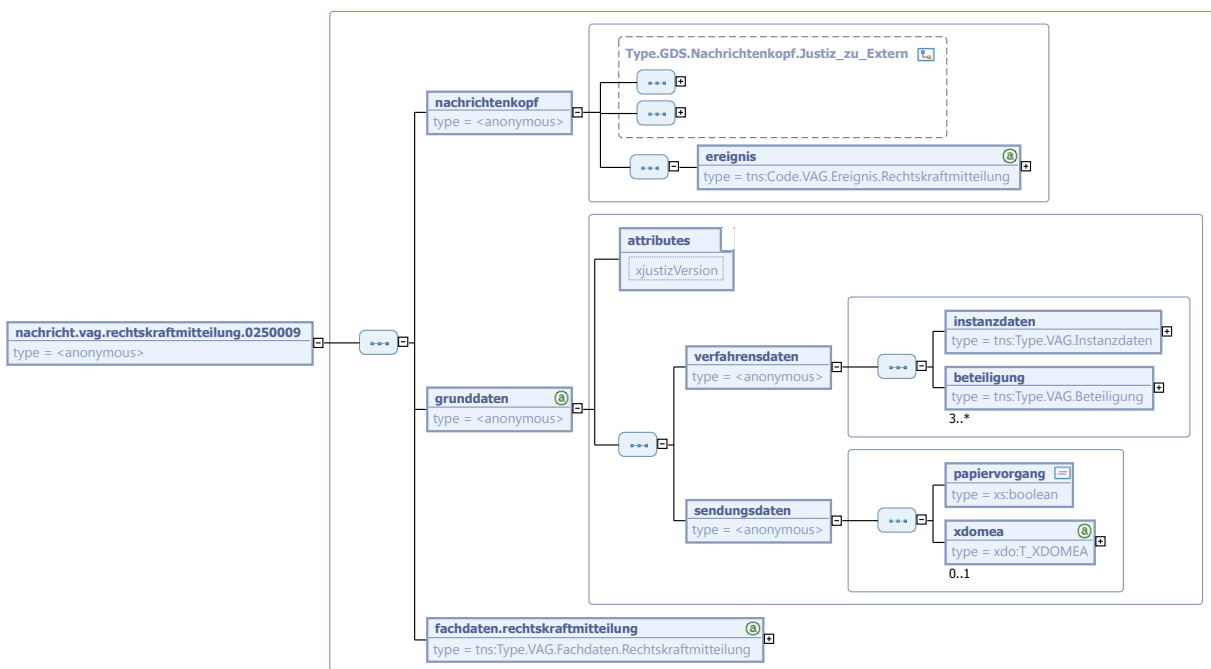 Type.GDS.Nachrichtenkopf.Justiz_zu_Extern
nachrichtenkopf
type = <anonymous>
ereignis
type = tns:Code.VAG.Ereignis.Rechtskraftmitteilung
attributes
xjustizVersion
nachricht.vag.rechtskraftmitteilung.0250009
type = <anonymous>
instanzdaten
type = tns:Type.VAG.Instanzdaten
verfahrensdaten
type = <anonymous>
beteiligung
type = tns:Type.VAG.Beteiligung
3..*
grunddaten
type = <anonymous>
papiervorgang
type = xs:boolean
sendungsdaten
type = <anonymous>
xdomea
type = xdo:T_XDOMEA
0..1
fachdaten.rechtskraftmitteilung
type = tns:Type.VAG.Fachdaten.Rechtskraftmitteilung